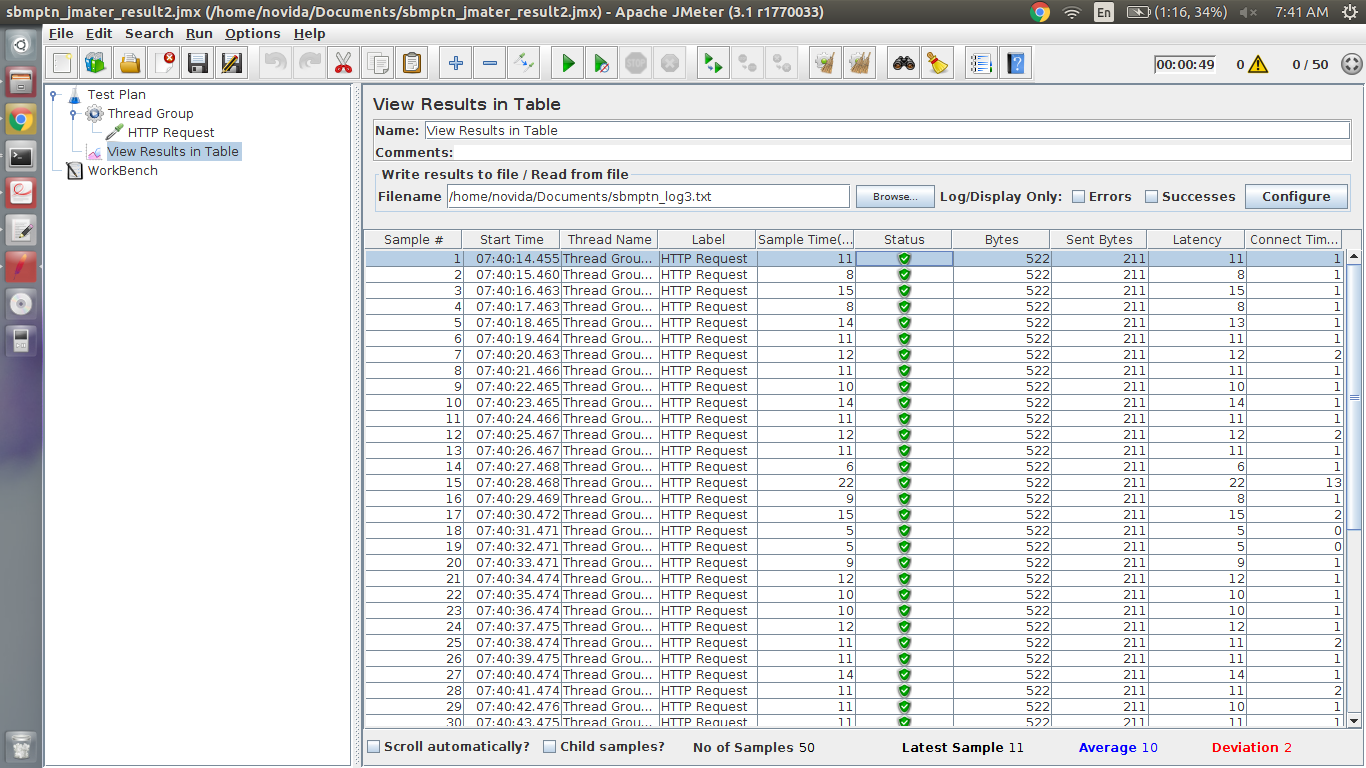 sbmptn_jmater_result2.jmx (/home/novida/Documents/sbmptn_jmater_result2.jmx) - Apache JMeter (3.1 r1770033) En (1:16, 34%) 7:41 AM
File Edit Search Run Options Help
00:00:49 0 0 / 50
Test Plan
Thread Group
HTTP Request
View Results in Table
WorkBench
View Results in Table
Name: View Results in Table
Comments:
Write results to file / Read from file
Filename /home/novida/Documents/sbmptn_log3.txt Browse... Log/Display Only: Errors Successes Configure
Sample # Start Time Thread Name Label Sample Time(... Status Bytes Sent Bytes Latency Connect Tim...
1 07:40:14.455 Thread Grou... HTTP Request 11 522 211 11 1
2 07:40:15.460 Thread Grou... HTTP Request 8 522 211 8 1
3 07:40:16.463 Thread Grou... HTTP Request 15 522 211 15 1
4 07:40:17.463 Thread Grou... HTTP Request 8 522 211 8 1
5 07:40:18.465 Thread Grou... HTTP Request 14 522 211 13 1
6 07:40:19.464 Thread Grou... HTTP Request 11 522 211 11 1
7 07:40:20.463 Thread Grou... HTTP Request 12 522 211 12 2
8 07:40:21.466 Thread Grou... HTTP Request 11 522 211 11 1
9 07:40:22.465 Thread Grou... HTTP Request 10 522 211 10 1
10 07:40:23.465 Thread Grou... HTTP Request 14 522 211 14 1
11 07:40:24.466 Thread Grou... HTTP Request 11 522 211 11 1
12 07:40:25.467 Thread Grou... HTTP Request 12 522 211 12 2
13 07:40:26.467 Thread Grou... HTTP Request 11 522 211 11 1
14 07:40:27.468 Thread Grou... HTTP Request 6 522 211 6 1
15 07:40:28.468 Thread Grou... HTTP Request 22 522 211 22 13
16 07:40:29.469 Thread Grou... HTTP Request 9 522 211 8 1
17 07:40:30.472 Thread Grou... HTTP Request 15 522 211 15 2
18 07:40:31.471 Thread Grou... HTTP Request 5 522 211 5 0
19 07:40:32.471 Thread Grou... HTTP Request 5 522 211 5 0
20 07:40:33.471 Thread Grou... HTTP Request 9 522 211 9 1
21 07:40:34.474 Thread Grou... HTTP Request 12 522 211 12 1
22 07:40:35.474 Thread Grou... HTTP Request 10 522 211 10 1
23 07:40:36.474 Thread Grou... HTTP Request 10 522 211 10 1
24 07:40:37.475 Thread Grou... HTTP Request 12 522 211 12 1
25 07:40:38.474 Thread Grou... HTTP Request 11 522 211 11 2
26 07:40:39.475 Thread Grou... HTTP Request 11 522 211 11 1
27 07:40:40.474 Thread Grou... HTTP Request 14 522 211 14 1
28 07:40:41.474 Thread Grou... HTTP Request 11 522 211 11 2
29 07:40:42.476 Thread Grou... HTTP Request 11 522 211 10 1
30 07:40:43.475 Thread Grou... HTTP Request 11 522 211 11 1
Scroll automatically? Child samples? No of Samples 50 Latest Sample 11 Average 10 Deviation 2